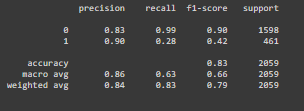 precision recall f1-score support
0 0.83 0.99 0.90 1598
1 0.90 0.28 0.42 461
accuracy 0.83 2059
macro avg 0.86 0.63 0.66 2059
weighted avg 0.84 0.83 0.79 2059